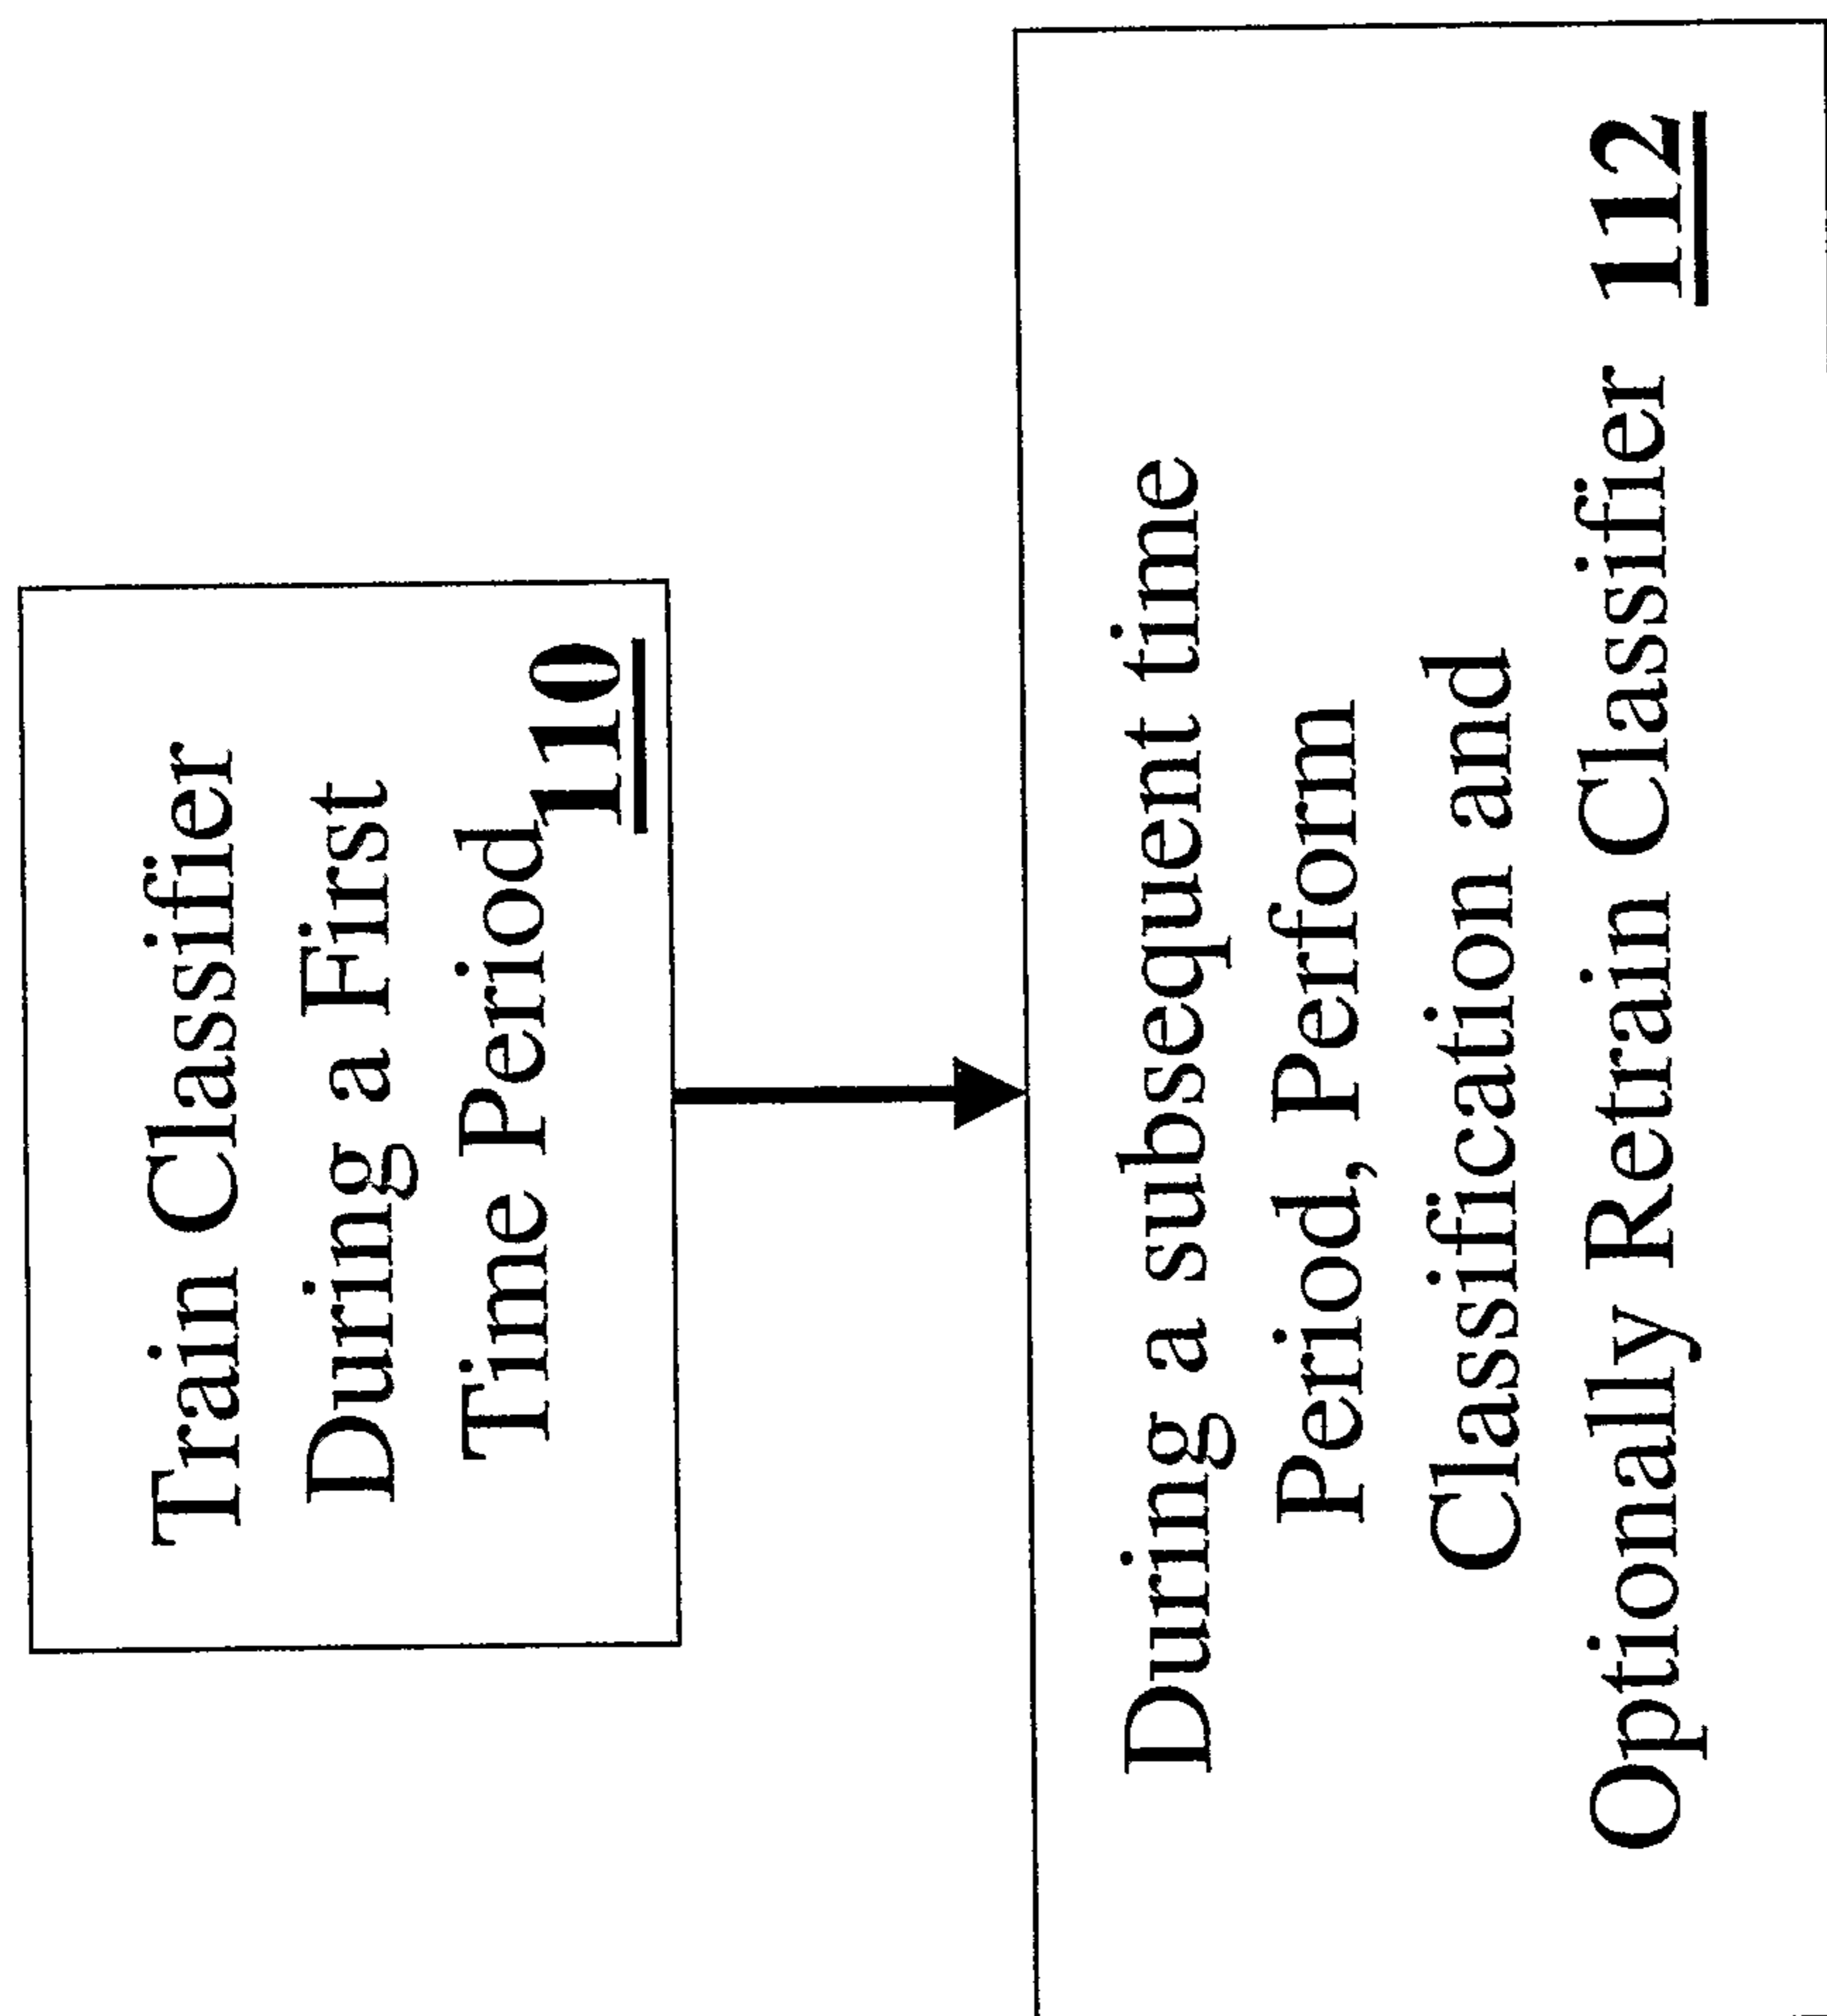 Train Classifier
During a First
Time Period 110
During a subsequent time
Period, Perform
Classification and
Optionally Retrain Classifier 112